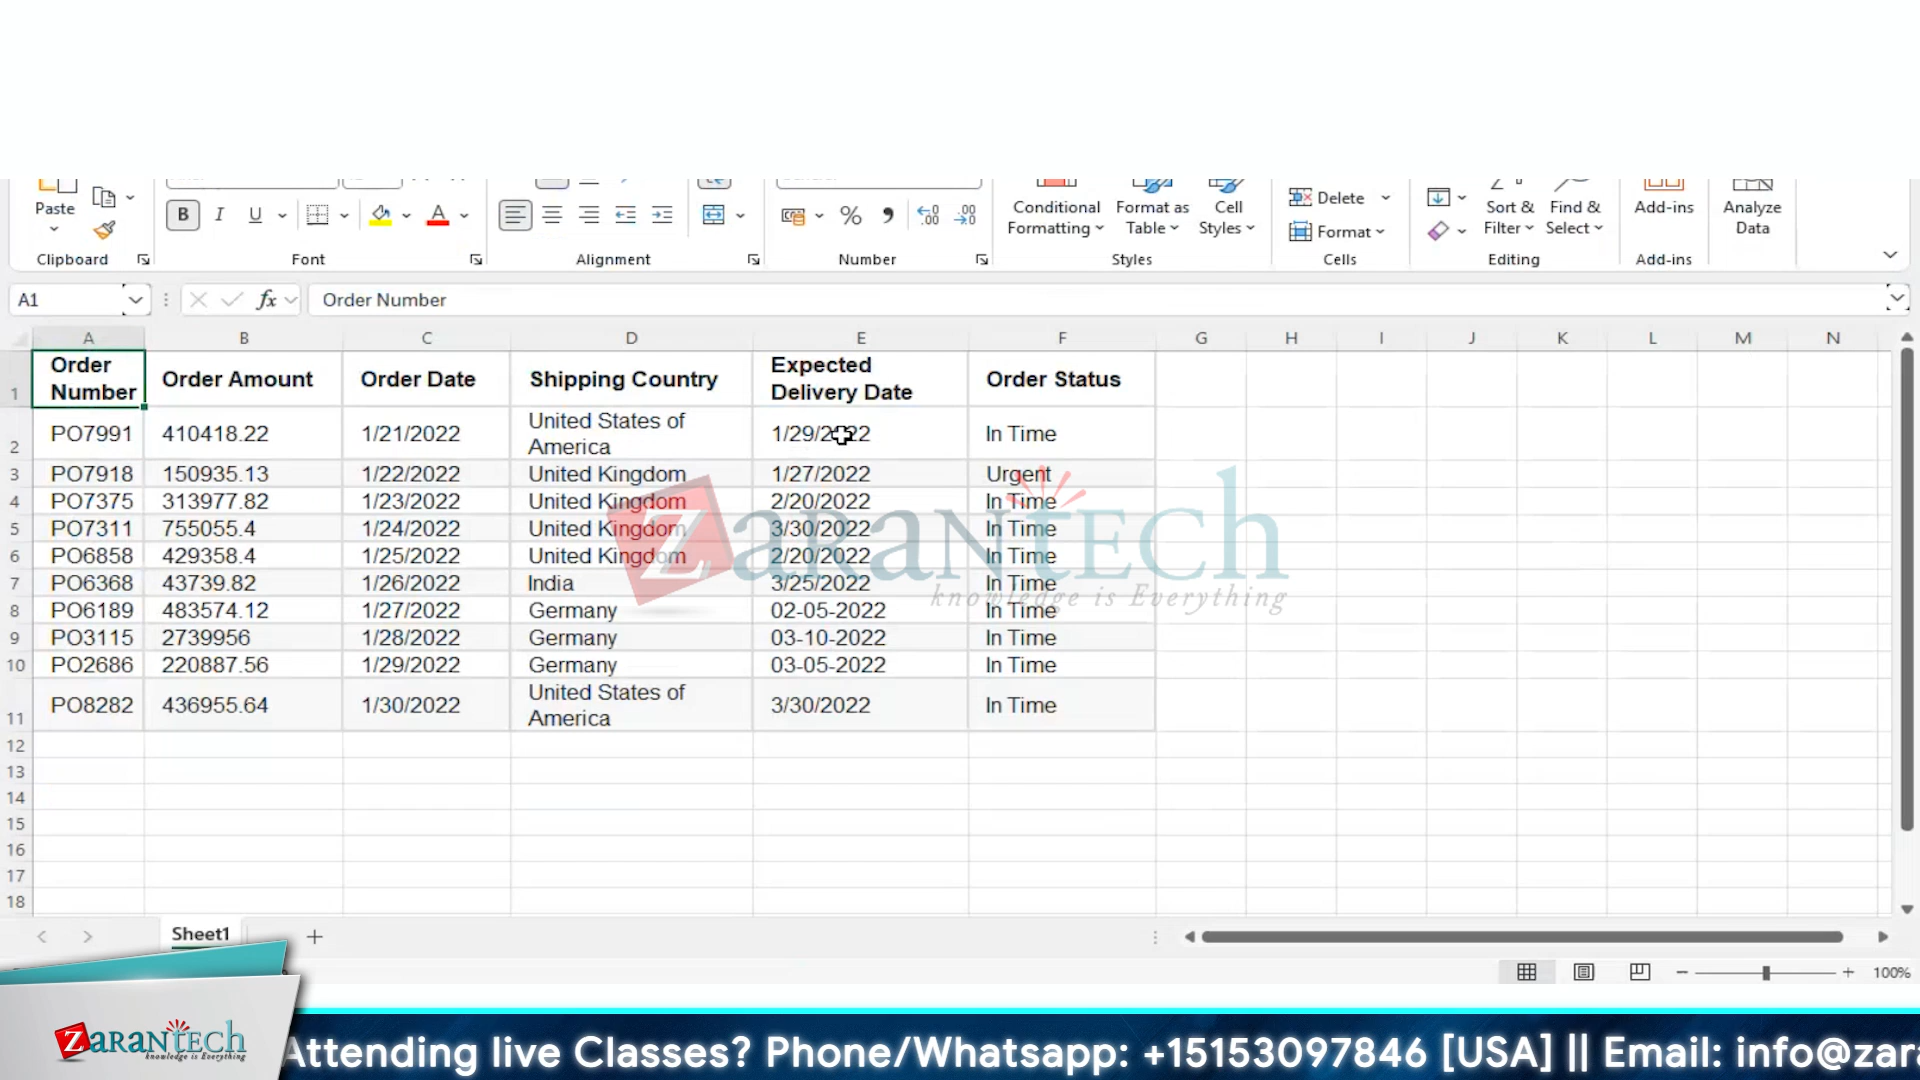 Paste
Clipboard
B I U
Font
Alignment
%
Number
Conditional
Formatting
Format as
Table
Cell
Styles
Styles
Delete
Format
Cells
Sort &
Filter
Find &
Select
Editing
Add-ins
Add-ins
Analyze
Data
A1 fx Order Number
A B C D E F G H I J K L M N
1 Order Number Order Amount Order Date Shipping Country Expected Delivery Date Order Status
2 PO7991 410418.22 1/21/2022 United States of America 1/29/2022 In Time
3 PO7918 150935.13 1/22/2022 United Kingdom 1/27/2022 Urgent
4 PO7375 313977.82 1/23/2022 United Kingdom 2/20/2022 In Time
5 PO7311 755055.4 1/24/2022 United Kingdom 3/30/2022 In Time
6 PO6858 429358.4 1/25/2022 United Kingdom 2/20/2022 In Time
7 PO6368 43739.82 1/26/2022 India 3/25/2022 In Time
8 PO6189 483574.12 1/27/2022 Germany 02-05-2022 In Time
9 PO3115 2739956 1/28/2022 Germany 03-10-2022 In Time
10 PO2686 220887.56 1/29/2022 Germany 03-05-2022 In Time
11 PO8282 436955.64 1/30/2022 United States of America 3/30/2022 In Time
12
13
14
15
16
17
18
ZaranTech
knowledge is Everything
Sheet1
100%
ZaranTech
knowledge is Everything
Attending live Classes? Phone/Whatsapp: +15153097846 [USA] || Email: info@zar